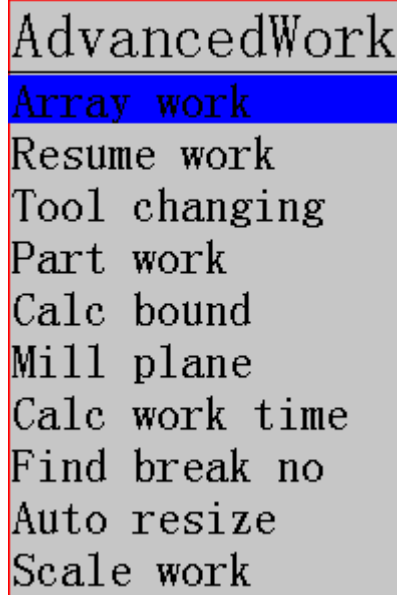 AdvancedWork
Array work
Resume work
Tool changing
Part work
Calc bound
Mill plane
Calc work time
Find break no
Auto resize
Scale work